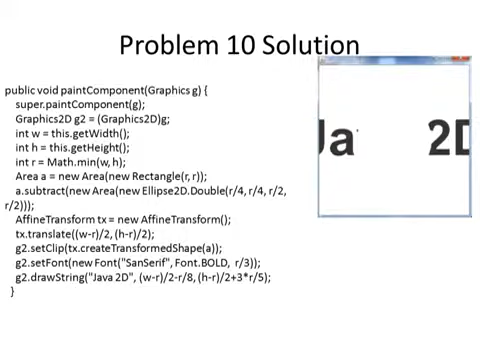 Problem 10 Solution
public void paintComponent(Graphics g) {
super.paintComponent(g);
Graphics2D g2 = (Graphics2D)g;
int w = this.getWidth();
int h = this.getHeight();
int r = Math.min(w, h);
Area a = new Area(new Rectangle(r, r));
a.subtract(new Area(new Ellipse2D.Double(r/4, r/4, r/2,
r/2)));
AffineTransform tx = new AffineTransform();
tx.translate((w-r)/2, (h-r)/2);
g2.setClip(tx.createTransformedShape(a));
g2.setFont(new Font("SanSerif", Font.BOLD, r/3));
g2.drawString("Java 2D", (w-r)/2-r/8, (h-r)/2+3*r/5);
}
Ja 2D